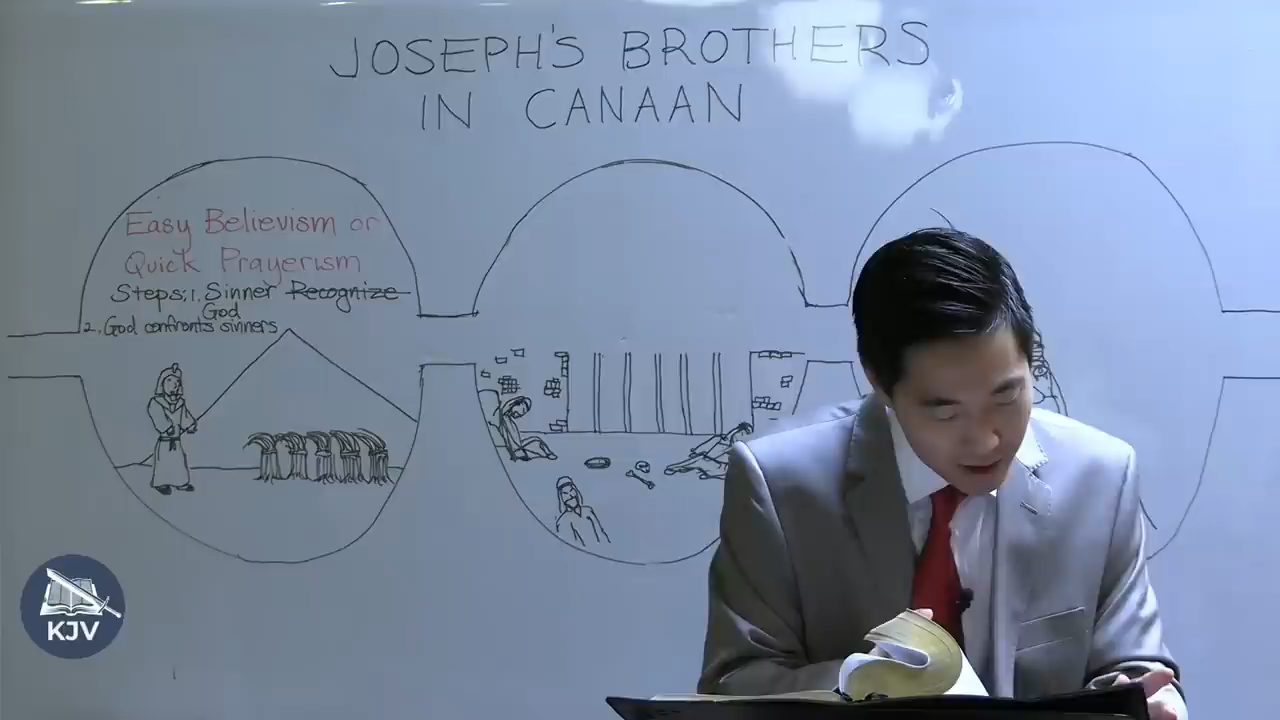 JOSEPH'S BROTHERS
IN CANAAN
Easy Believism or
Quick Prayerism
Steps: 1. Sinner Recognize
God
2. God confronts sinners
KJV